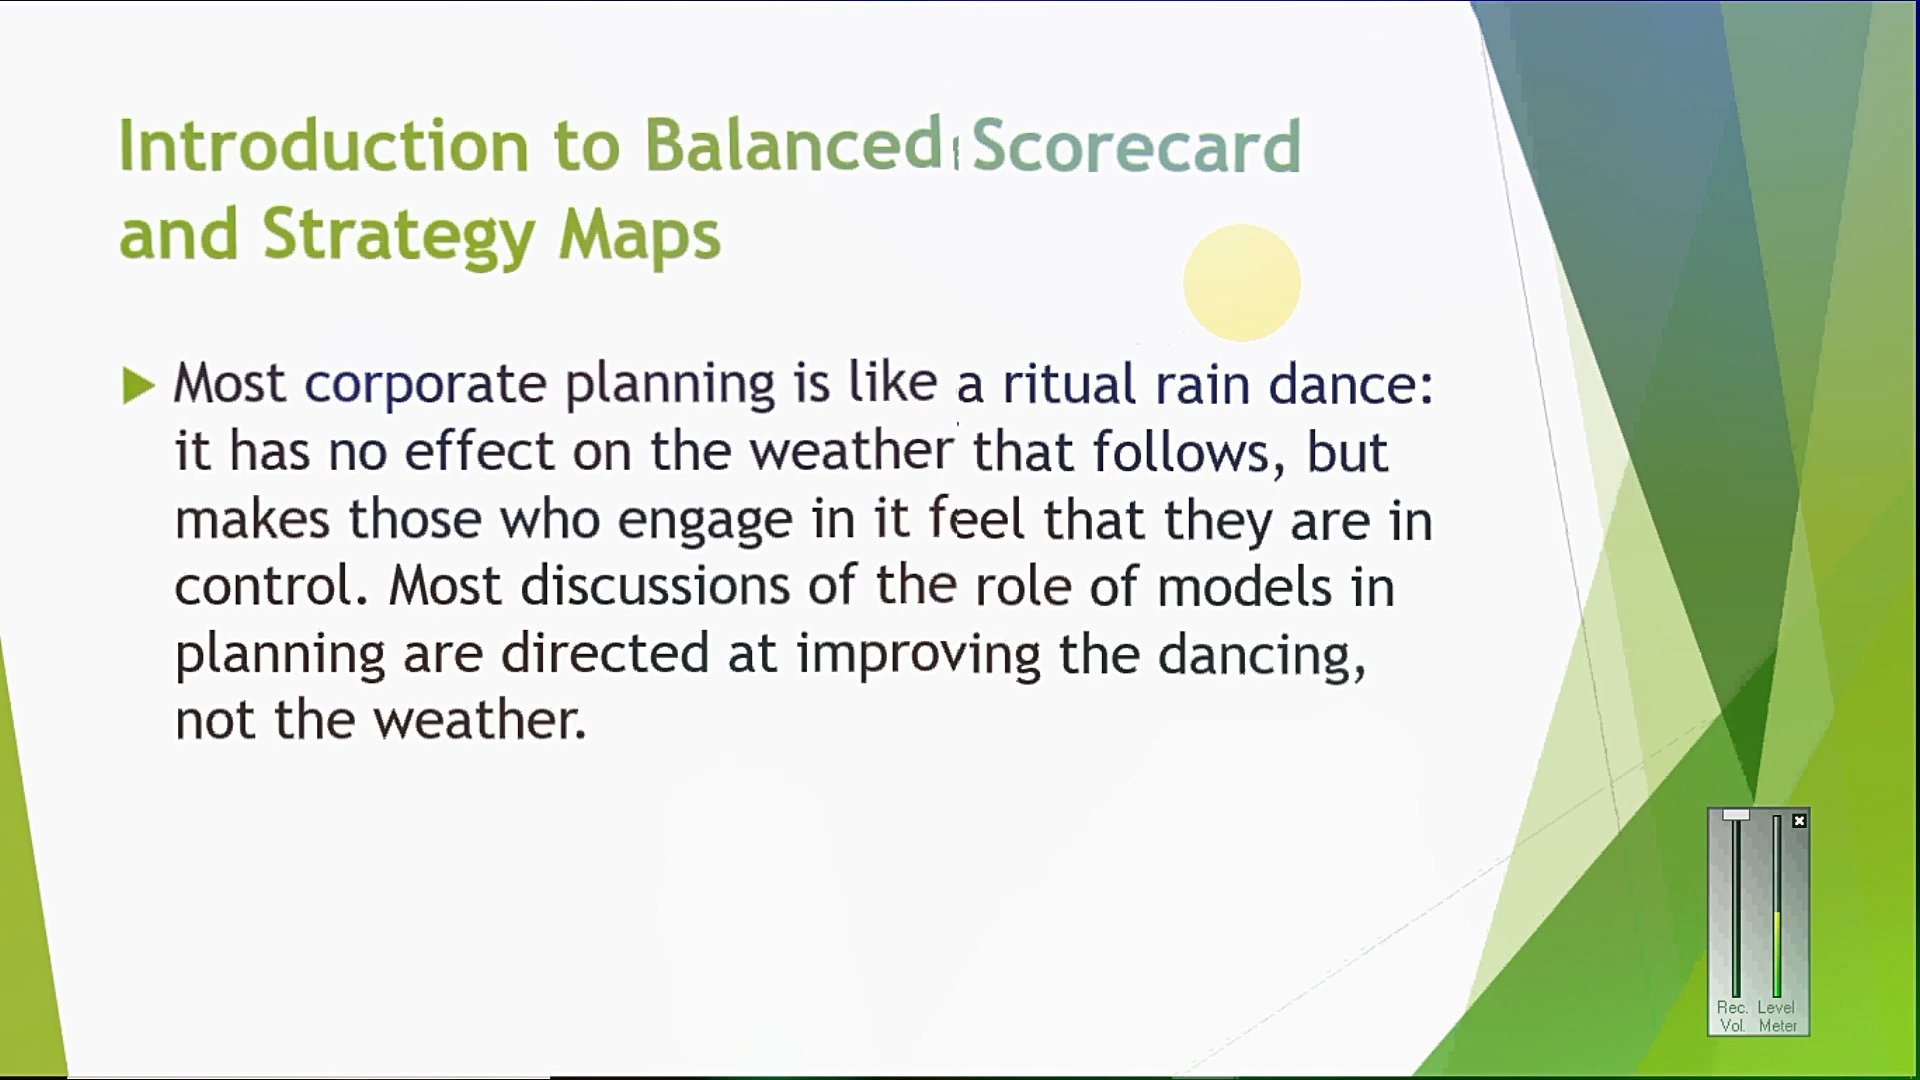 Introduction to Balanced Scorecard
and Strategy Maps
Most corporate planning is like a ritual rain dance:
it has no effect on the weather that follows, but
makes those who engage in it feel that they are in
control. Most discussions of the role of models in
planning are directed at improving the dancing,
not the weather.
Rec. Level
Vol. Meter